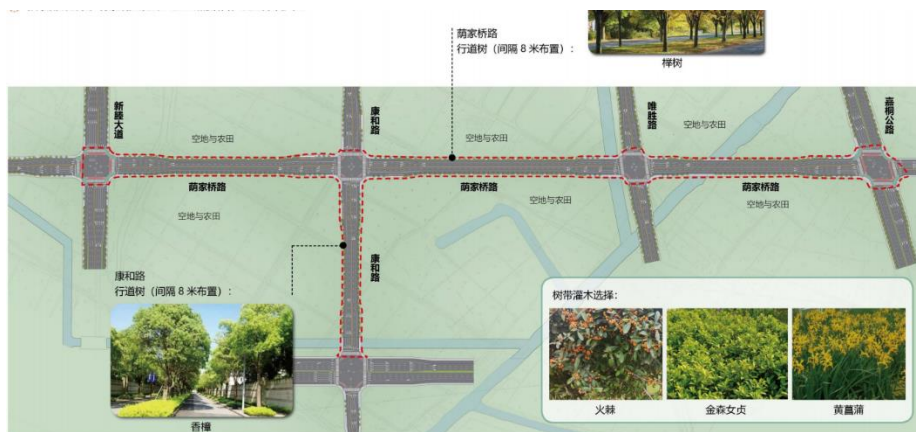 荫家桥路
行道树（间隔 8 米布置）：
榉树
新滕大道
康和路
唯胜路
嘉桐公路
空地与农田
空地与农田
空地与农田
荫家桥路
荫家桥路
荫家桥路
空地与农田
空地与农田
空地与农田
康和路
康和路
行道树（间隔 8 米布置）：
香樟
树带灌木选择：
火棘
金森女贞
黄菖蒲